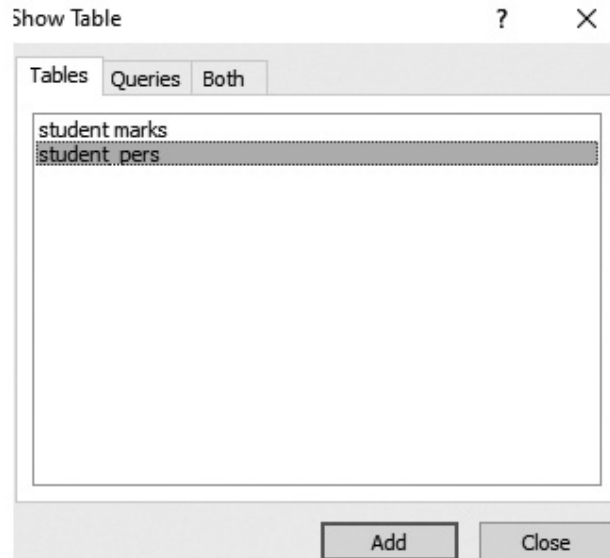 Show Table ? ×
Tables Queries Both
student marks
student_pers
Add Close